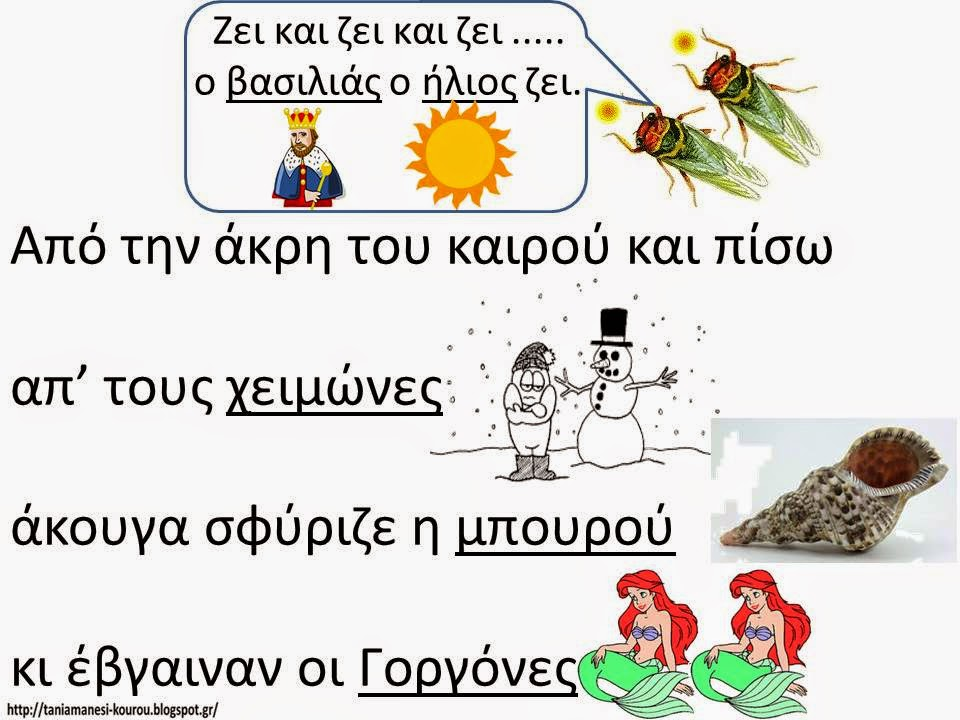 Ζει και ζει και ζει .....
ο βασιλιάς ο ήλιος ζει.
Από την άκρη του καιρού και πίσω
απ’ τους χειμώνες
άκουγα σφύριζε η μπουρού
κι έβγαιναν οι Γοργόνες
http://taniamanesi-kourou.blogspot.gr/